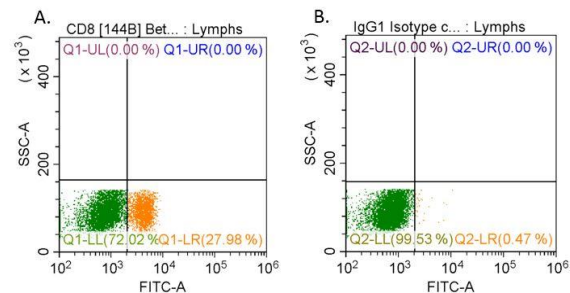 A.
CD8 [144B] Bet... : Lymphs
Q1-UL(0.00 %) Q1-UR(0.00 %)
(x 10³)
SSC-A
400
200
0
Q1-LL(72.02 % Q1-LR(27.98 %)
10² 10³ 10⁴ 10⁵ 10⁶
FITC-A
B.
IgG1 Isotype c... : Lymphs
Q2-UL(0.00 %) Q2-UR(0.00 %)
(x 10³)
SSC-A
400
200
0
Q2-LL(99.53 %) Q2-LR(0.47 %)
10² 10³ 10⁴ 10⁵ 10⁶
FITC-A